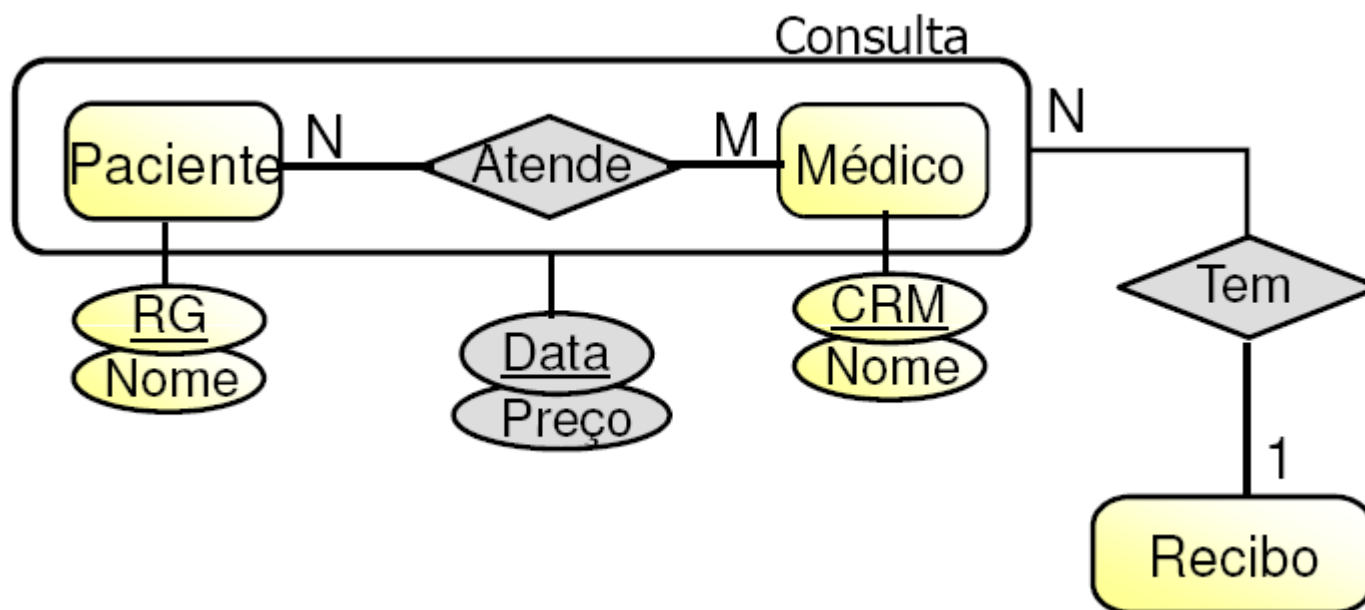 Consulta
Paciente
N
Atende
M
Médico
N
RG
Nome
Data
Preço
CRM
Nome
Tem
1
Recibo